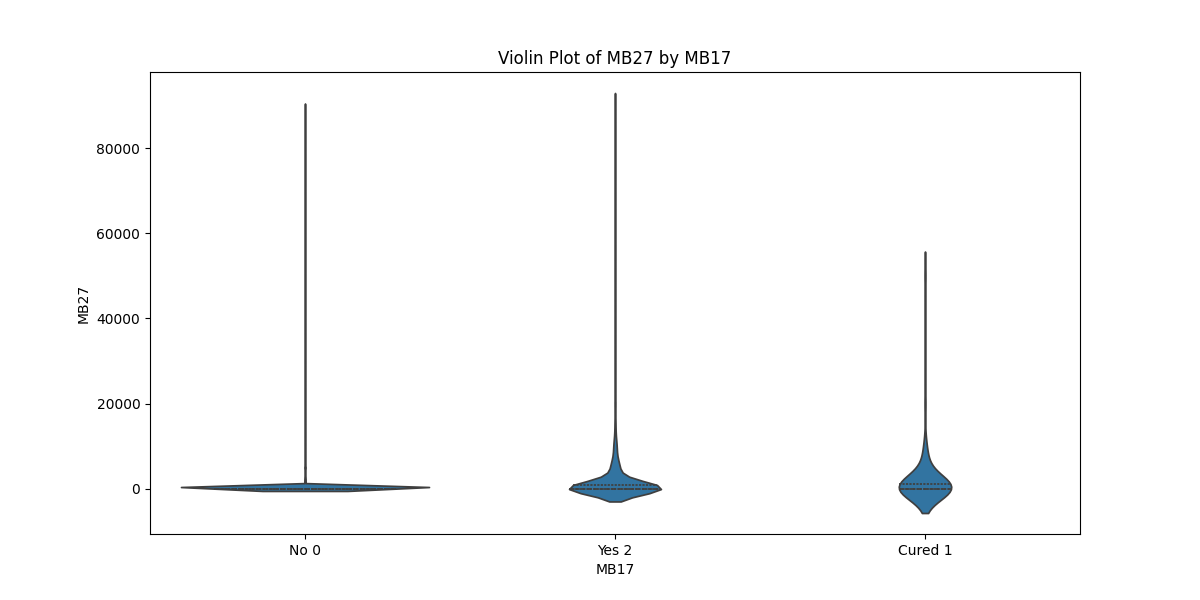 Violin Plot of MB27 by MB17
80000
60000
40000
20000
0
MB27
No 0
Yes 2
Cured 1
MB17